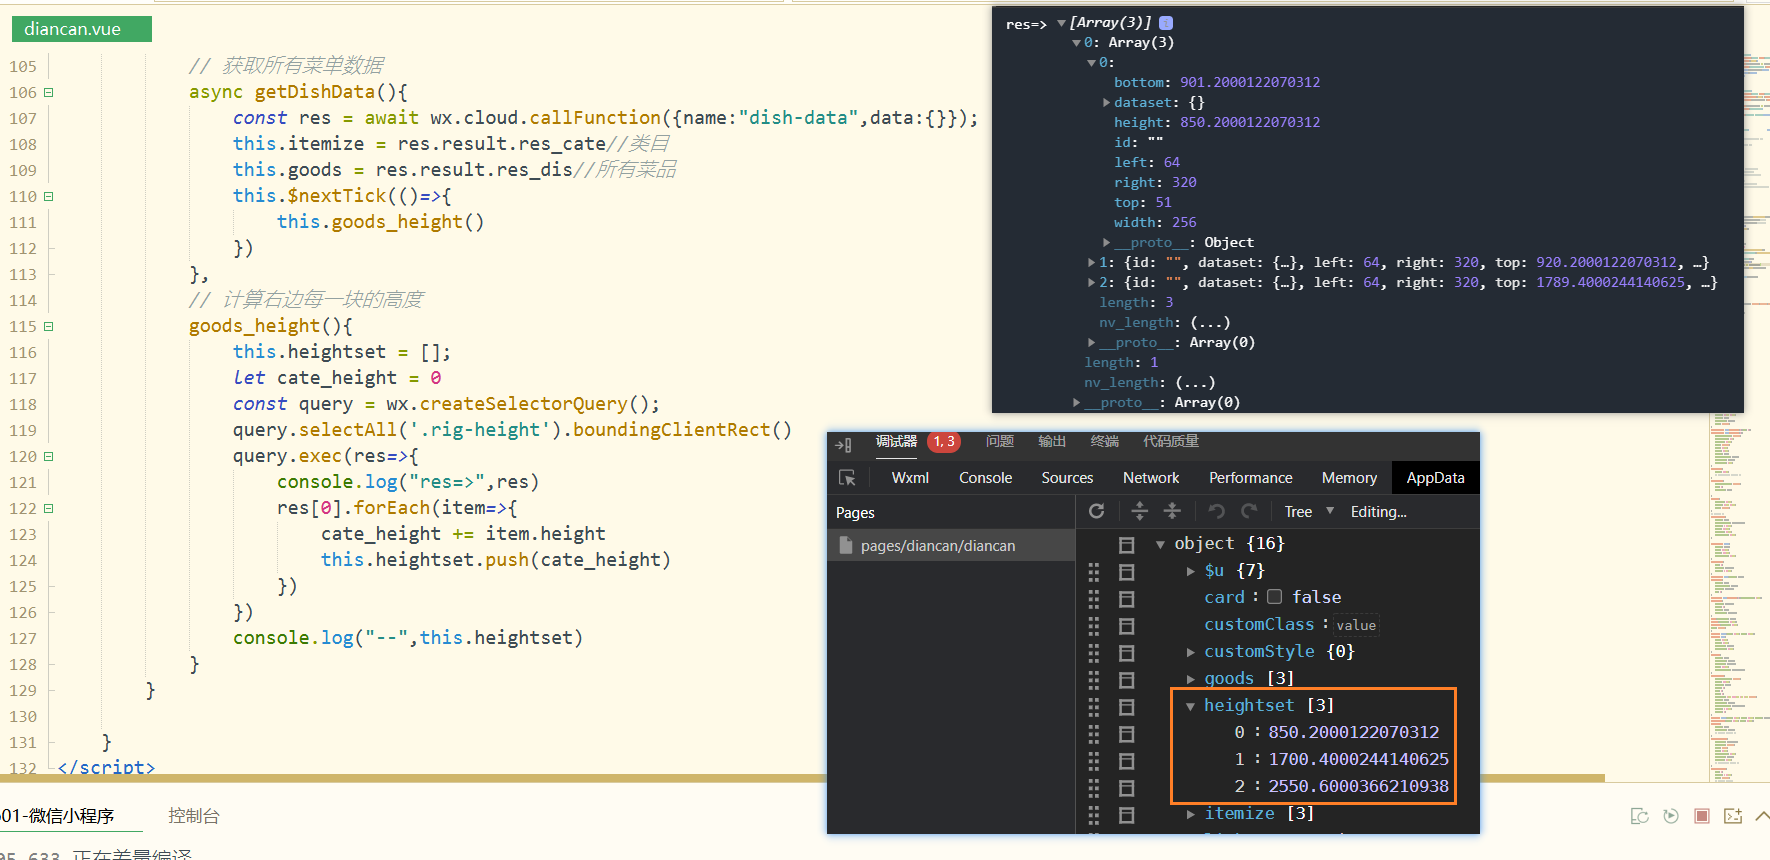 diancan.vue
105 // 获取所有菜单数据
106 async getDishData(){
107 const res = await wx.cloud.callFunction({name:"dish-data",data:{}});
108 this.itemize = res.result.res_cate//类目
109 this.goods = res.result.res_dis//所有菜品
110 this.$nextTick(()=>{
111 this.goods_height()
112 })
113 },
114 // 计算右边每一块的高度
115 goods_height(){
116 this.heightset = [];
117 let cate_height = 0
118 const query = wx.createSelectorQuery();
119 query.selectAll('.rig-height').boundingClientRect()
120 query.exec(res=>{
121 console.log("res=>",res)
122 res[0].forEach(item=>{
123 cate_height += item.height
124 this.heightset.push(cate_height)
125 })
126 })
127 console.log("--",this.heightset)
128 }
129 }
130
131 }
132 </script>
res=> [Array(3)] i
0: Array(3)
0:
bottom: 901.2000122070312
dataset: {}
height: 850.2000122070312
id: ""
left: 64
right: 320
top: 51
width: 256
__proto__: Object
1: {id: "", dataset: {…}, left: 64, right: 320, top: 920.2000122070312, …}
2: {id: "", dataset: {…}, left: 64, right: 320, top: 1789.4000244140625, …}
length: 3
nv_length: (...)
__proto__: Array(0)
length: 1
nv_length: (...)
__proto__: Array(0)
调试器 1, 3 问题 输出 终端 代码质量
Wxml Console Sources Network Performance Memory AppData
Pages
Tree Editing...
pages/diancan/diancan
object {16}
$u {7}
card : false
customClass : value
customStyle {0}
goods [3]
heightset [3]
0 : 850.2000122070312
1 : 1700.4000244140625
2 : 2550.6000366210938
itemize [3]
01-微信小程序 控制台
05.633 正在差量编译